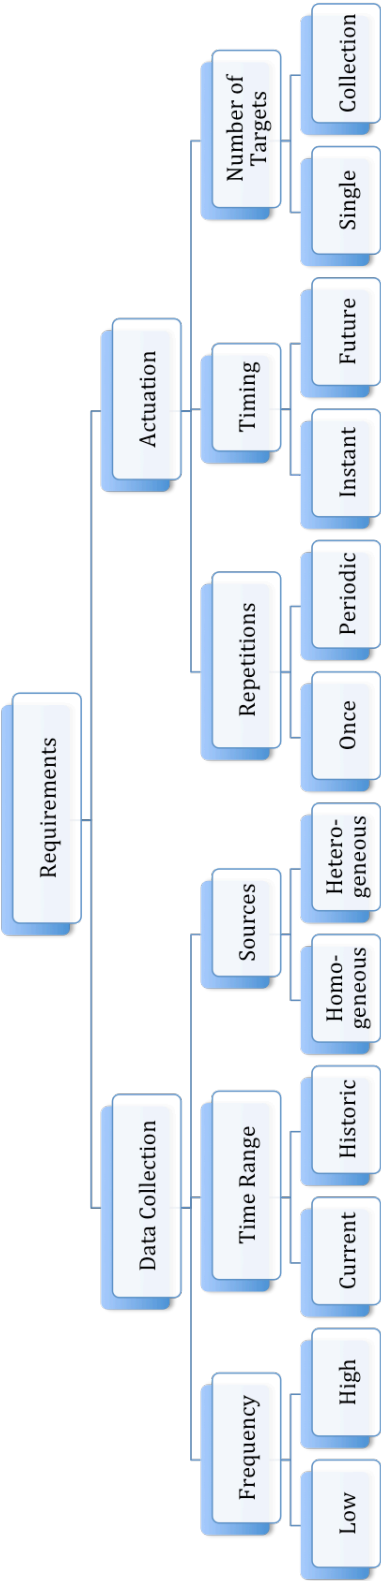 Requirements
Data Collection
Actuation
Frequency
Time Range
Sources
Repetitions
Timing
Number of
Targets
Low
High
Current
Historic
Homo-
geneous
Hetero-
geneous
Once
Periodic
Instant
Future
Single
Collection